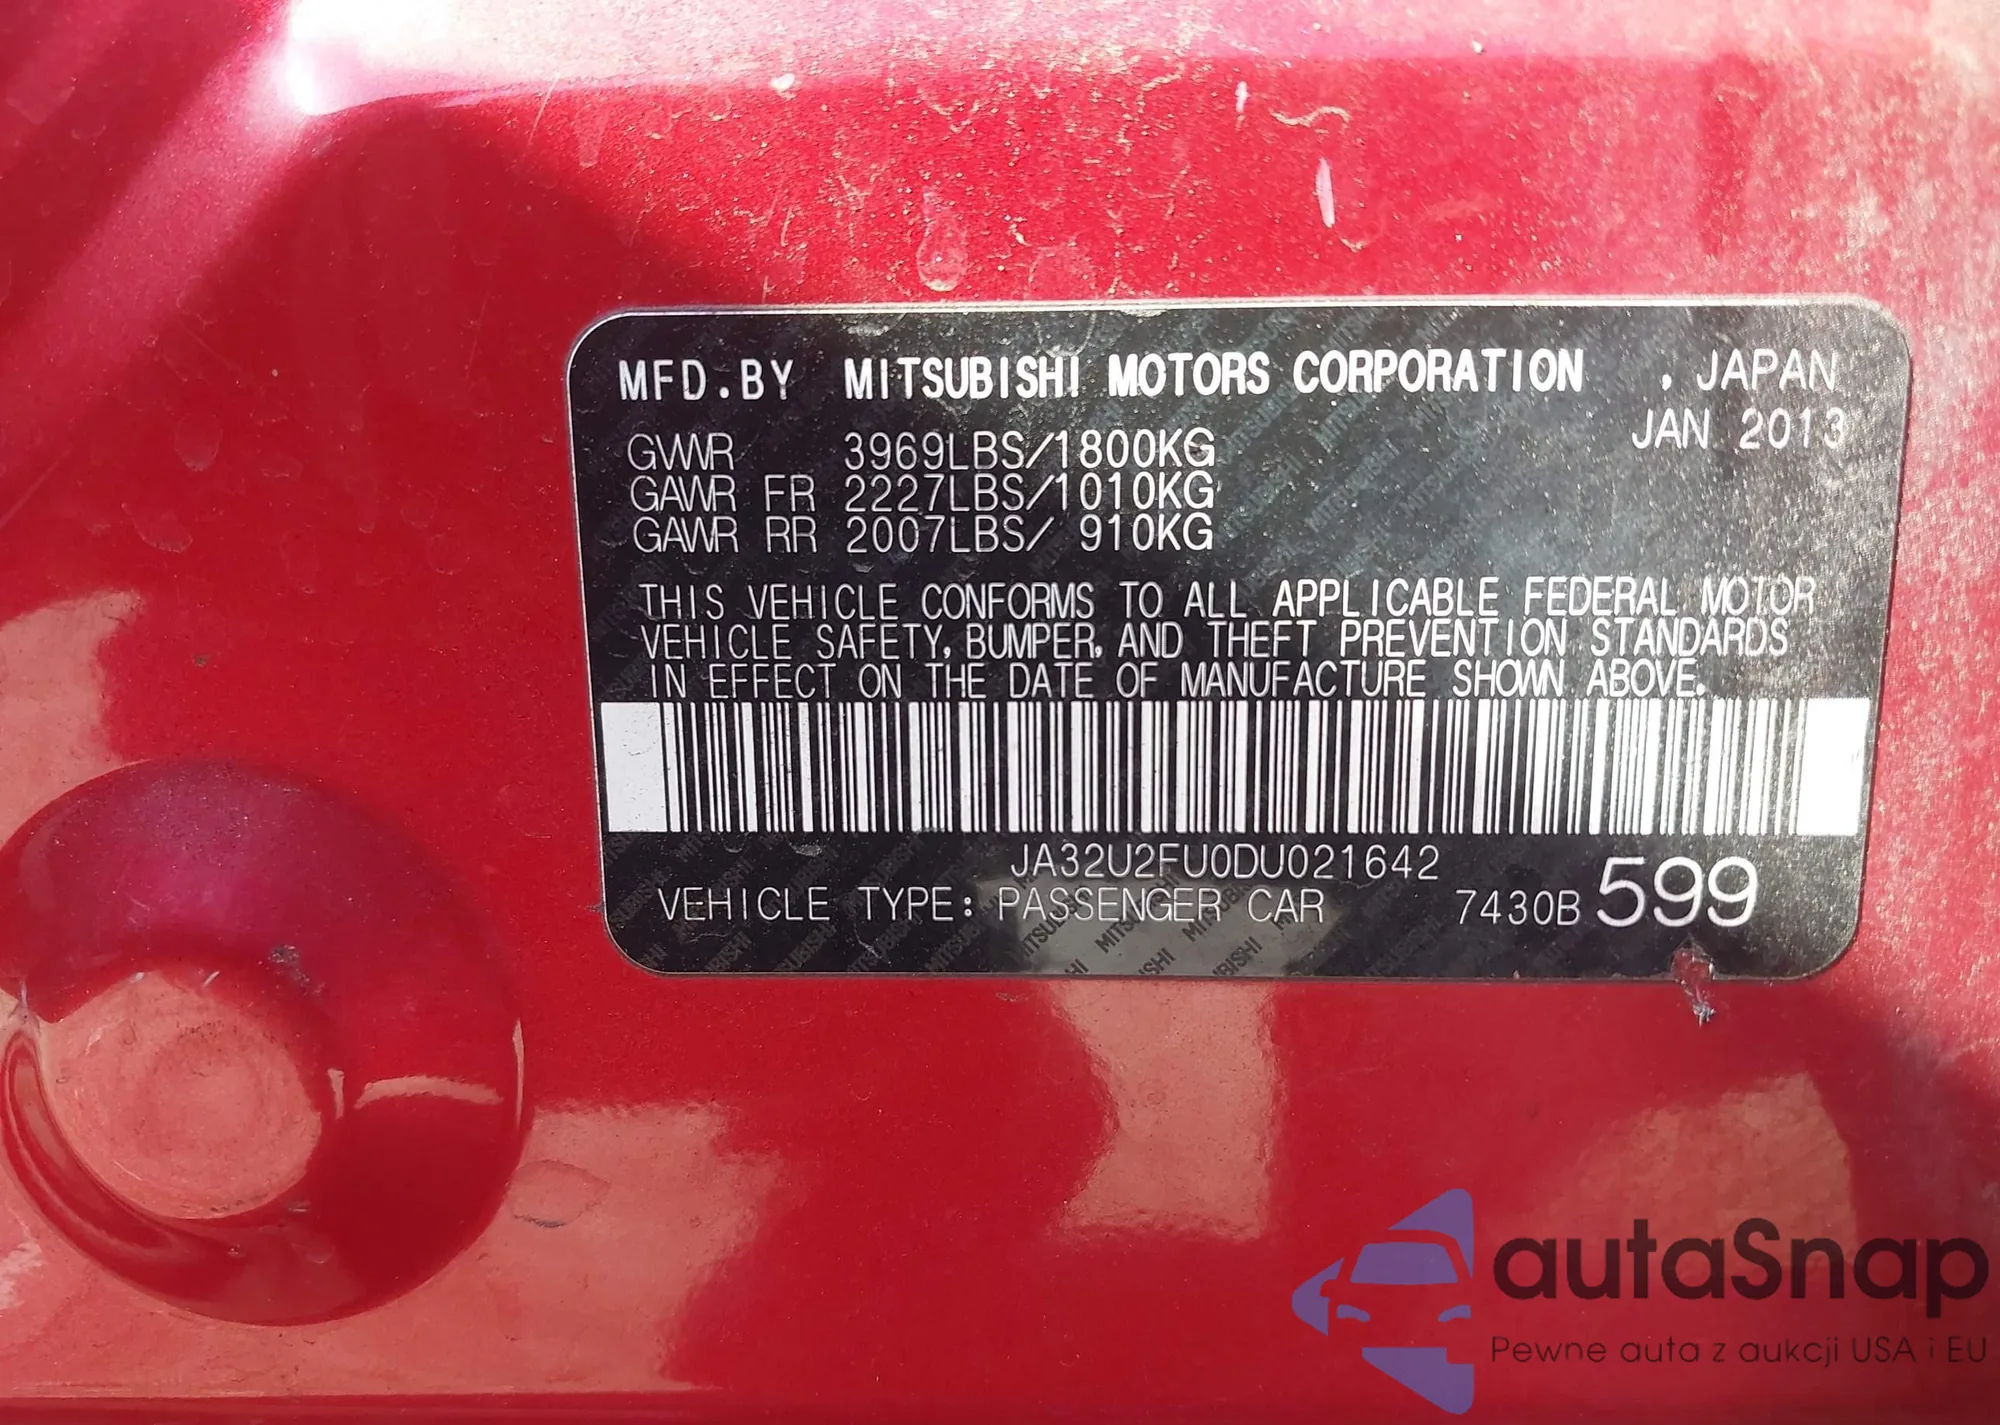 MFD.BY MITSUBISHI MOTORS CORPORATION , JAPAN
JAN 2013
GVWR 3969LBS/1800KG
GAWR FR 2227LBS/1010KG
GAWR RR 2007LBS/ 910KG
THIS VEHICLE CONFORMS TO ALL APPLICABLE FEDERAL MOTOR
VEHICLE SAFETY, BUMPER, AND THEFT PREVENTION STANDARDS
IN EFFECT ON THE DATE OF MANUFACTURE SHOWN ABOVE.
JA32U2FU0DU021642
VEHICLE TYPE: PASSENGER CAR 7430B 599
autaSnap
Pewne auta z aukcji USA i EU